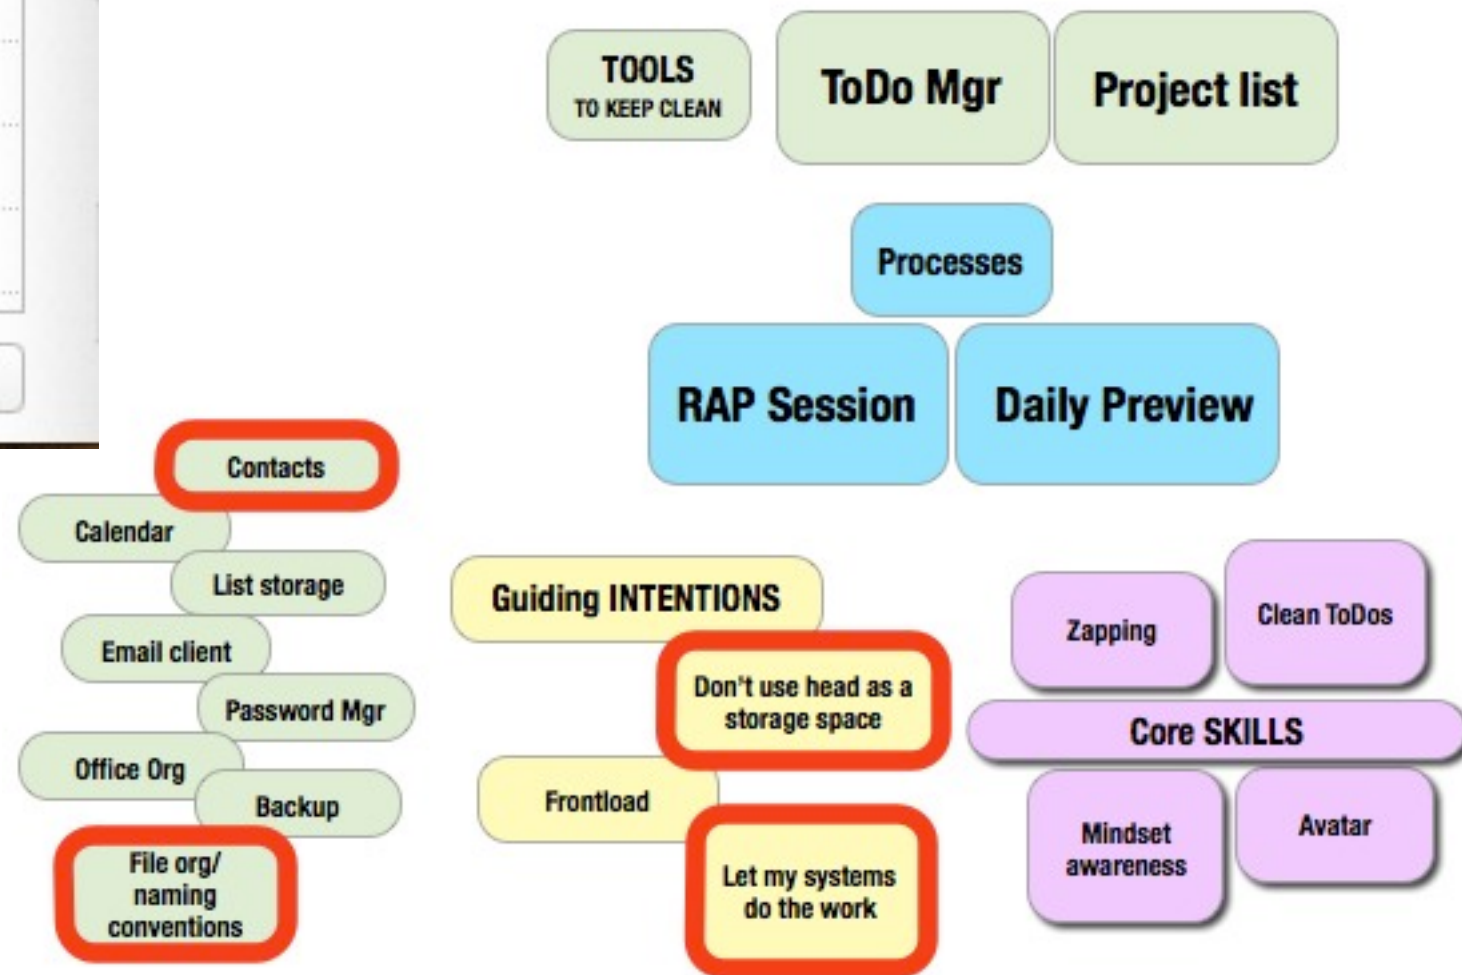 TOOLS
TO KEEP CLEAN
ToDo Mgr
Project list
Processes
RAP Session
Daily Preview
Contacts
Calendar
List storage
Email client
Password Mgr
Office Org
Backup
File org/
naming
conventions
Guiding INTENTIONS
Don't use head as a
storage space
Frontload
Let my systems
do the work
Zapping
Clean ToDos
Core SKILLS
Mindset
awareness
Avatar